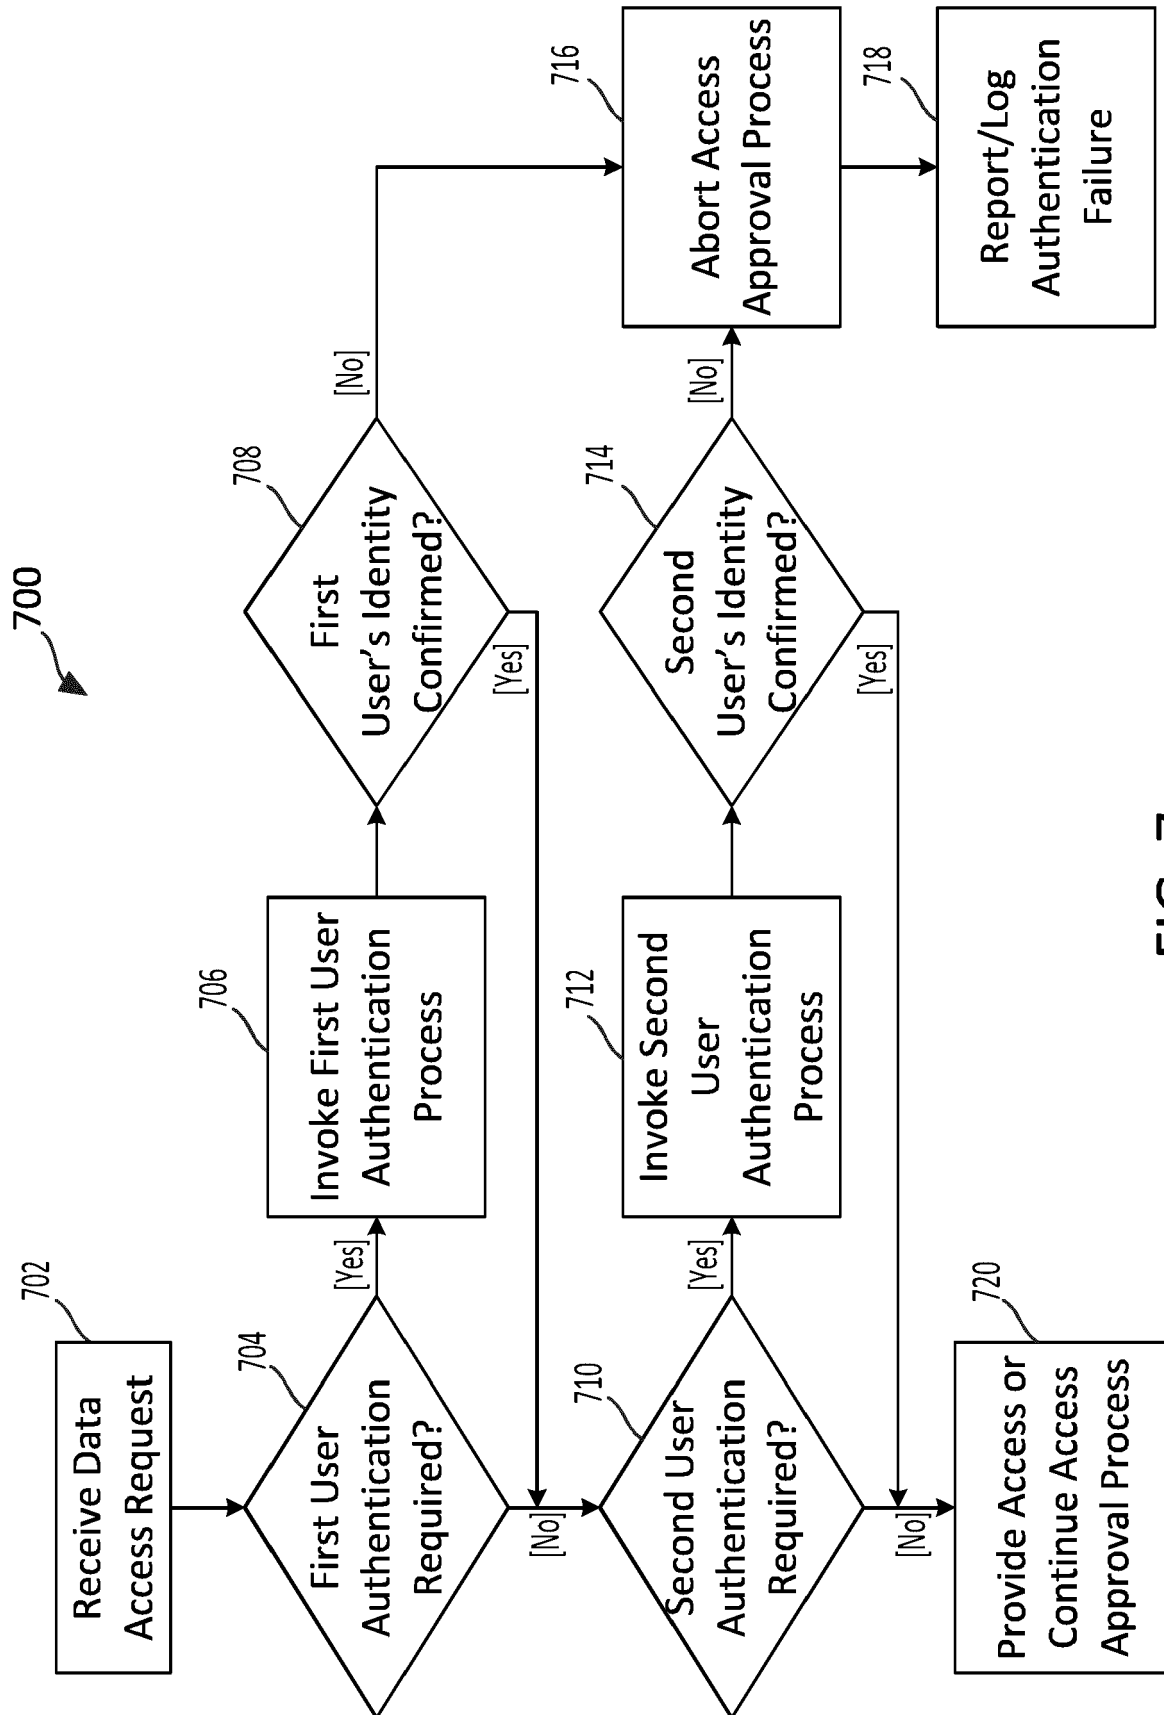 700
702
Receive Data
Access Request
704
First User
Authentication
Required?
[Yes]
[No]
706
Invoke First User
Authentication
Process
708
First
User's Identity
Confirmed?
[No]
[Yes]
710
Second User
Authentication
Required?
[Yes]
[No]
712
Invoke Second
User
Authentication
Process
714
Second
User's Identity
Confirmed?
[No]
[Yes]
716
Abort Access
Approval Process
718
Report/Log
Authentication
Failure
720
Provide Access or
Continue Access
Approval Process